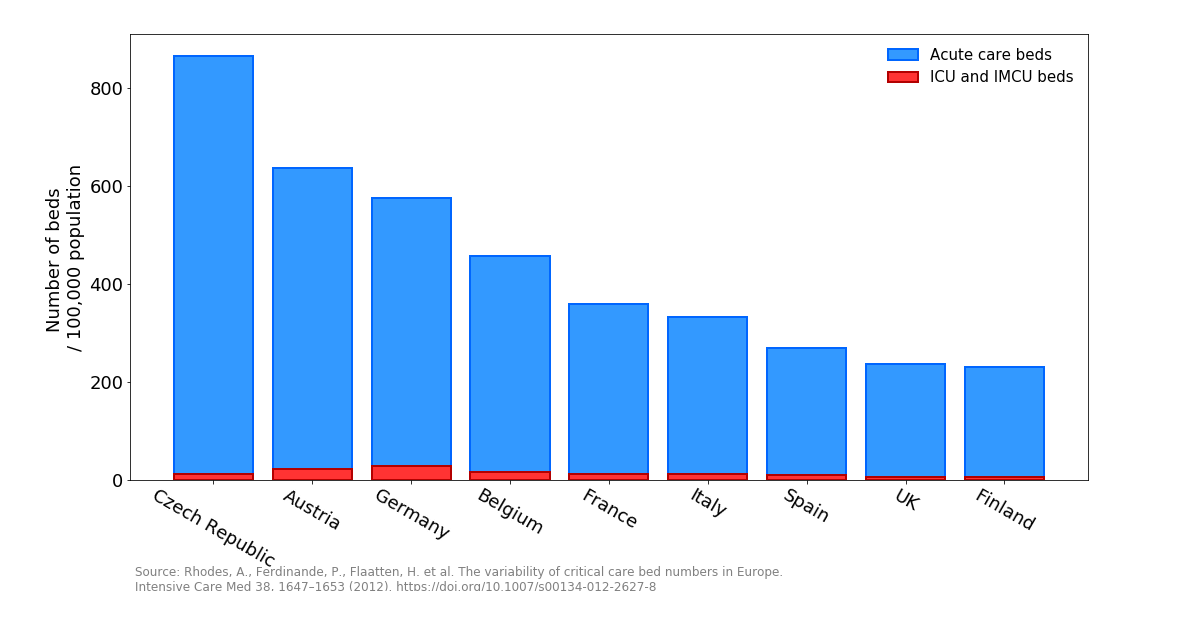 Acute care beds
ICU and IMCU beds
Number of beds
/ 100,000 population
800
600
400
200
0
Czech Republic
Austria
Germany
Belgium
France
Italy
Spain
UK
Finland
Source: Rhodes, A., Ferdinande, P., Flaatten, H. et al. The variability of critical care bed numbers in Europe.
Intensive Care Med 38, 1647–1653 (2012). https://doi.org/10.1007/s00134-012-2627-8